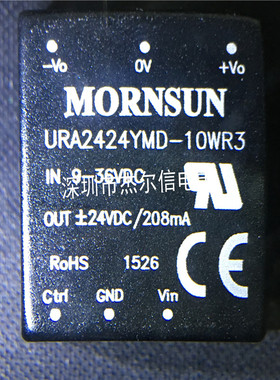 -Vo 0V +Vo
MORNSUN
URA2424YMD-10WR3
IN 9-36VDC
深圳市杰尔信电子
OUT ±24VDC/208mA
RoHS 1526
Ctrl GND Vin